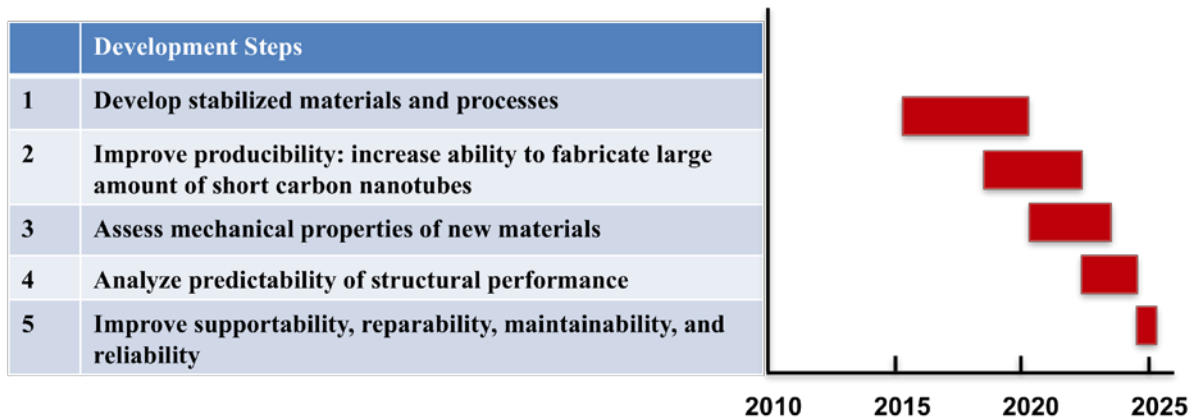 Development Steps
1 Develop stabilized materials and processes
2 Improve producibility: increase ability to fabricate large
amount of short carbon nanotubes
3 Assess mechanical properties of new materials
4 Analyze predictability of structural performance
5 Improve supportability, reparability, maintainability, and
reliability
2010 2015 2020 2025